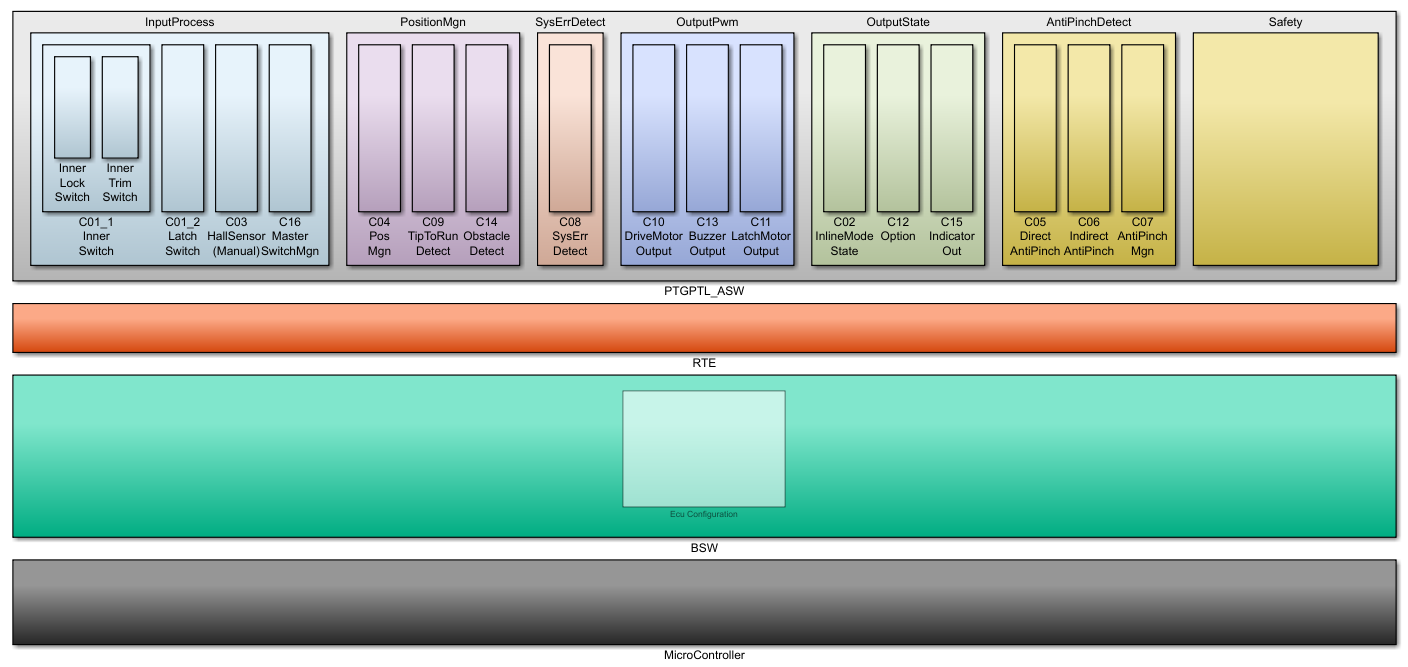 InputProcess
PositionMgn
SysErrDetect
OutputPwm
OutputState
AntiPinchDetect
Safety
Inner
Lock
Switch
Inner
Trim
Switch
C01_1
Inner
Switch
C01_2
Latch
Switch
C03
HallSensor
(Manual)
C16
Master
SwitchMgn
C04
Pos
Mgn
C09
TipToRun
Detect
C14
Obstacle
Detect
C08
SysErr
Detect
C10
DriveMotor
Output
C13
Buzzer
Output
C11
LatchMotor
Output
C02
InlineMode
State
C12
Option
C15
Indicator
Out
C05
Direct
AntiPinch
C06
Indirect
AntiPinch
C07
AntiPinch
Mgn
PTGPTL_ASW
RTE
Ecu Configuration
BSW
MicroController